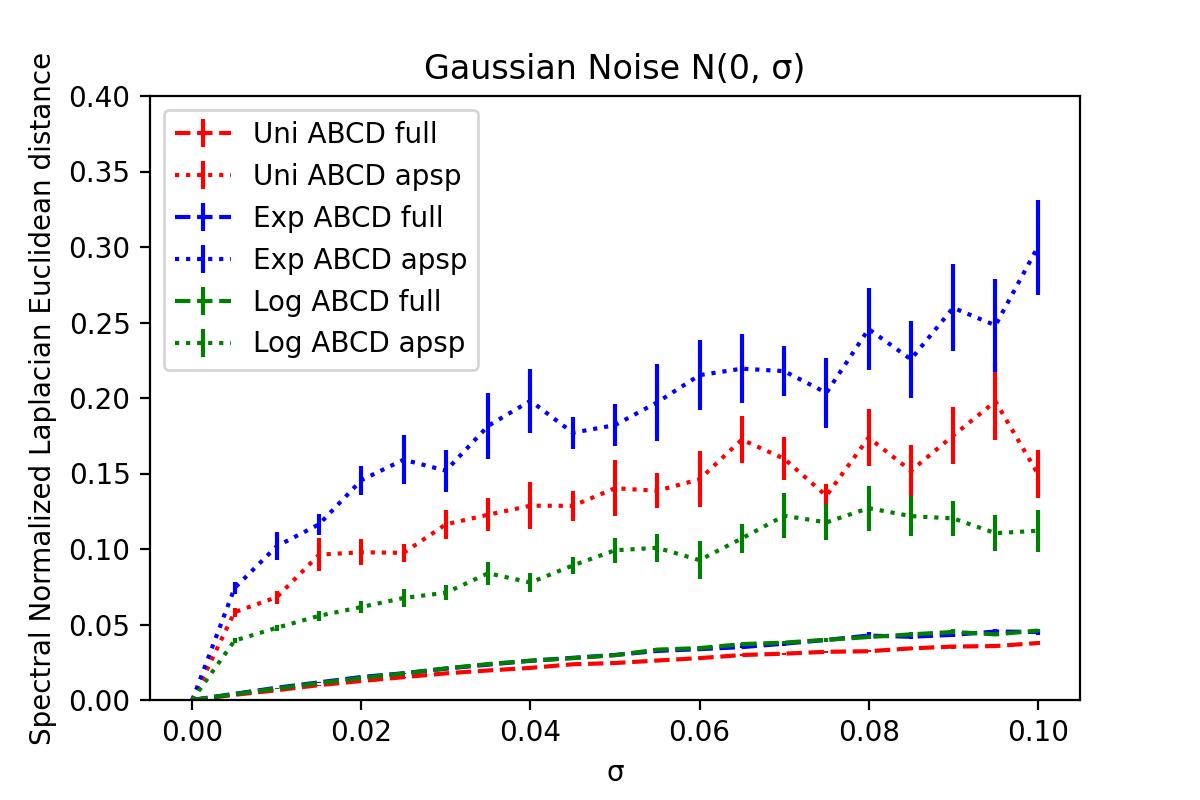 Gaussian Noise N(0, σ)
Spectral Normalized Laplacian Euclidean distance
0.40
0.35
0.30
0.25
0.20
0.15
0.10
0.05
0.00
Uni ABCD full
Uni ABCD apsp
Exp ABCD full
Exp ABCD apsp
Log ABCD full
Log ABCD apsp
0.00 0.02 0.04 0.06 0.08 0.10
σ